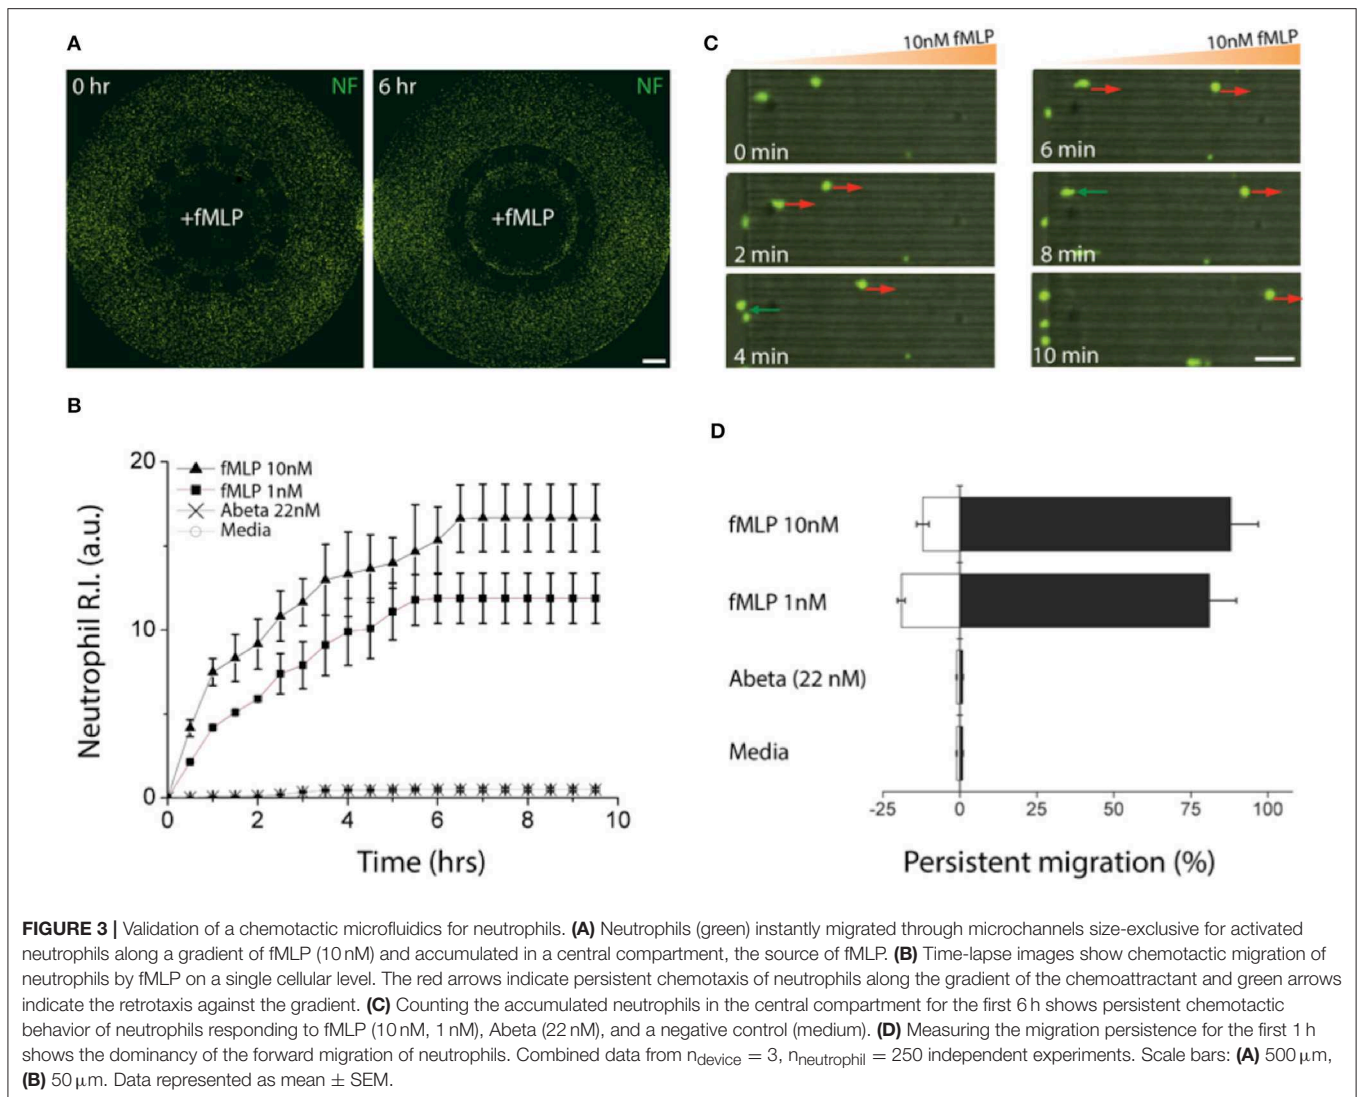 A
0 hr
NF
+fMLP
6 hr
NF
+fMLP
C
10nM fMLP
0 min
2 min
4 min
10nM fMLP
6 min
8 min
10 min
B
20
10
0
0
2
4
6
8
10
Neutrophil R.I. (a.u.)
Time (hrs)
fMLP 10nM
fMLP 1nM
Abeta 22nM
Media
D
fMLP 10nM
fMLP 1nM
Abeta (22 nM)
Media
-25
0
25
50
75
100
Persistent migration (%)
FIGURE 3 | Validation of a chemotactic microfluidics for neutrophils. (A) Neutrophils (green) instantly migrated through microchannels size-exclusive for activated
neutrophils along a gradient of fMLP (10 nM) and accumulated in a central compartment, the source of fMLP. (B) Time-lapse images show chemotactic migration of
neutrophils by fMLP on a single cellular level. The red arrows indicate persistent chemotaxis of neutrophils along the gradient of the chemoattractant and green arrows
indicate the retrotaxis against the gradient. (C) Counting the accumulated neutrophils in the central compartment for the first 6 h shows persistent chemotactic
behavior of neutrophils responding to fMLP (10 nM, 1 nM), Abeta (22 nM), and a negative control (medium). (D) Measuring the migration persistence for the first 1 h
shows the dominancy of the forward migration of neutrophils. Combined data from ndevice = 3, nneutrophil = 250 independent experiments. Scale bars: (A) 500 μm,
(B) 50 μm. Data represented as mean ± SEM.